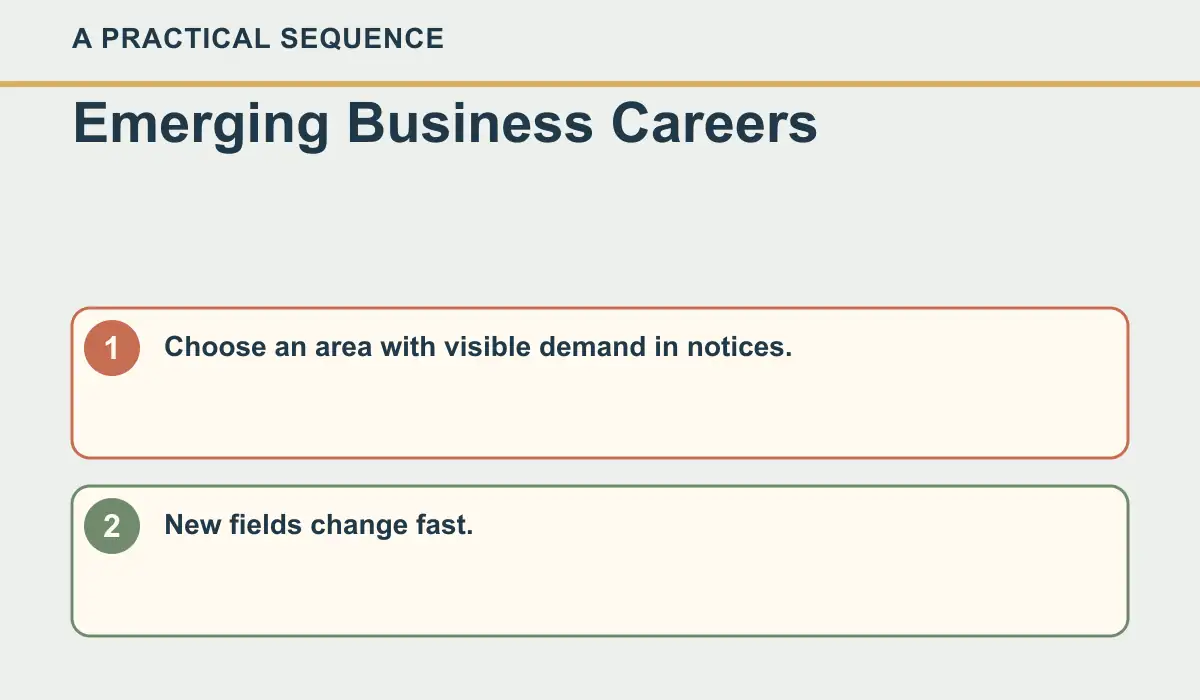 A PRACTICAL SEQUENCE
Emerging Business Careers
1
Choose an area with visible demand in notices.
2
New fields change fast.